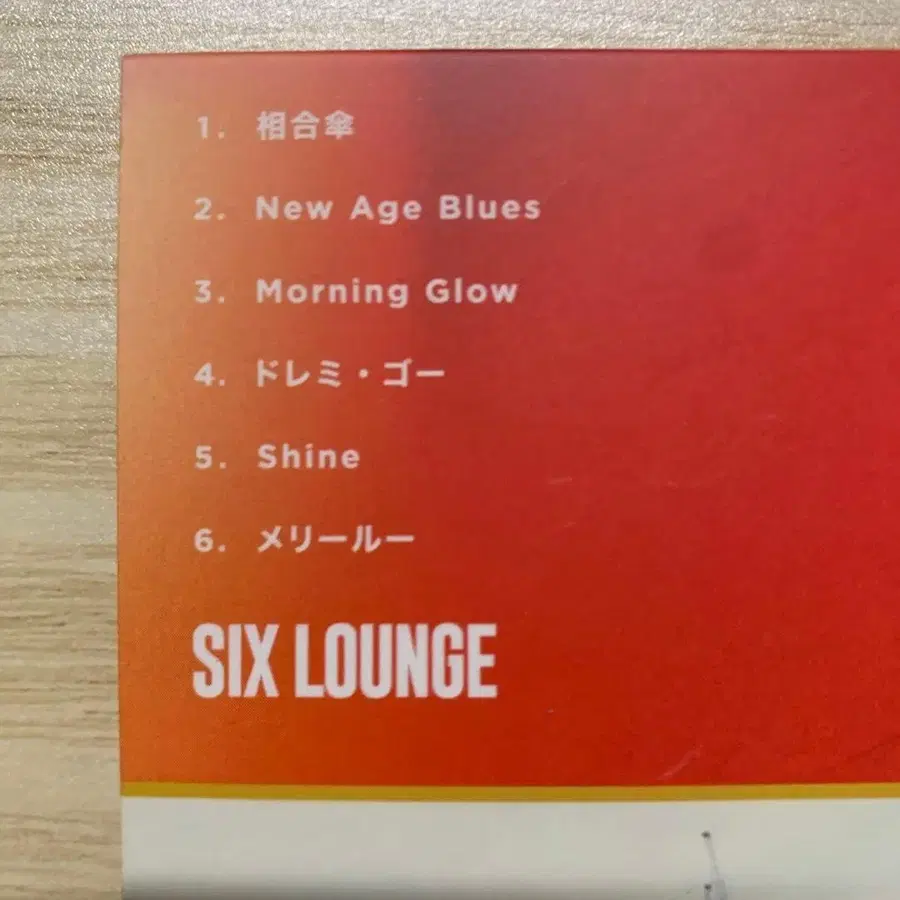 1. 相合傘
2. New Age Blues
3. Morning Glow
4. ドレミ・ゴー
5. Shine
6. メリールー
SIX LOUNGE